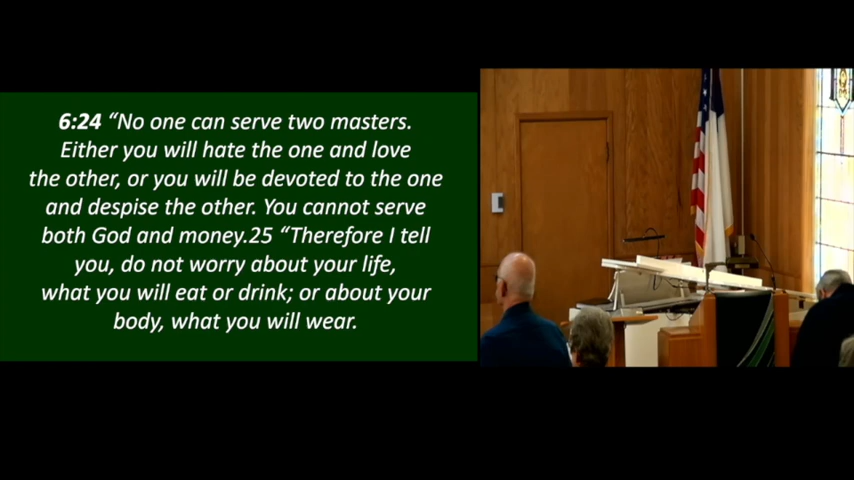 6:24 “No one can serve two masters.
Either you will hate the one and love
the other, or you will be devoted to the one
and despise the other. You cannot serve
both God and money.25 “Therefore I tell
you, do not worry about your life,
what you will eat or drink; or about your
body, what you will wear.